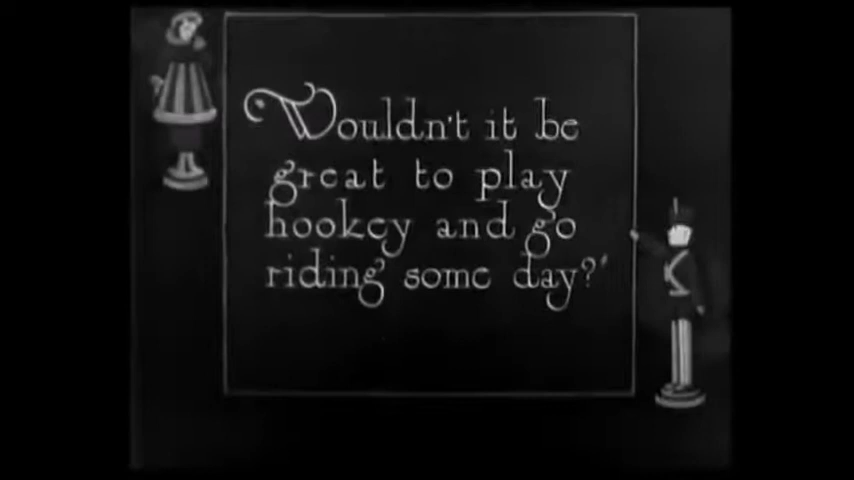 Wouldn't it be
great to play
hookey and go
riding some day?"